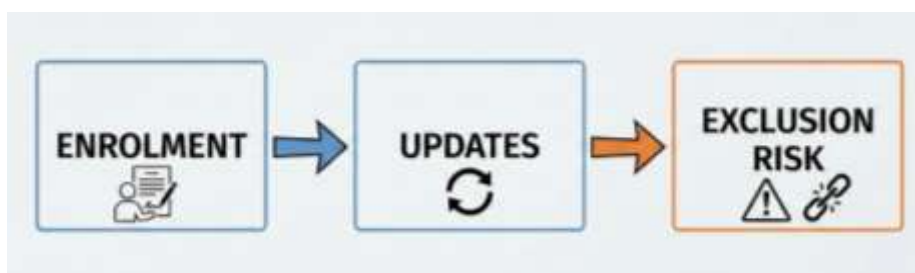 ENROLMENT
UPDATES
EXCLUSION
RISK